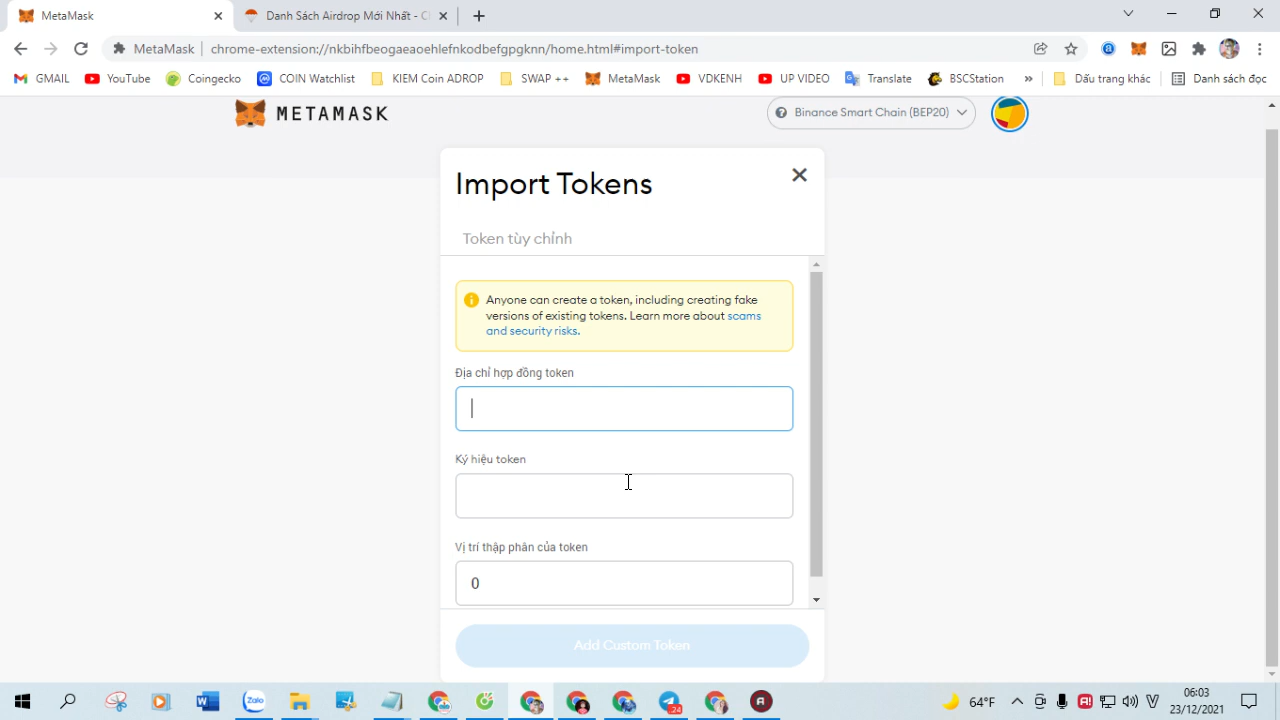 MetaMask
Danh Sách Airdrop Mới Nhất - C
MetaMask
chrome-extension://nkbihfbeogaeaoehlefnkodbefgpgknn/home.html#import-token
GMAIL
YouTube
Coingecko
COIN Watchlist
KIEM Coin ADROP
SWAP ++
MetaMask
VDKENH
UP VIDEO
Translate
BSCStation
»
Dấu trang khác
Danh sách đọc
METAMASK
Binance Smart Chain (BEP20)
Import Tokens
Token tùy chỉnh
Anyone can create a token, including creating fake
versions of existing tokens. Learn more about scams
and security risks.
Địa chỉ hợp đồng token
Ký hiệu token
Vị trí thập phân của token
0
Add Custom Token
Zalo
24
64°F
06:03
23/12/2021